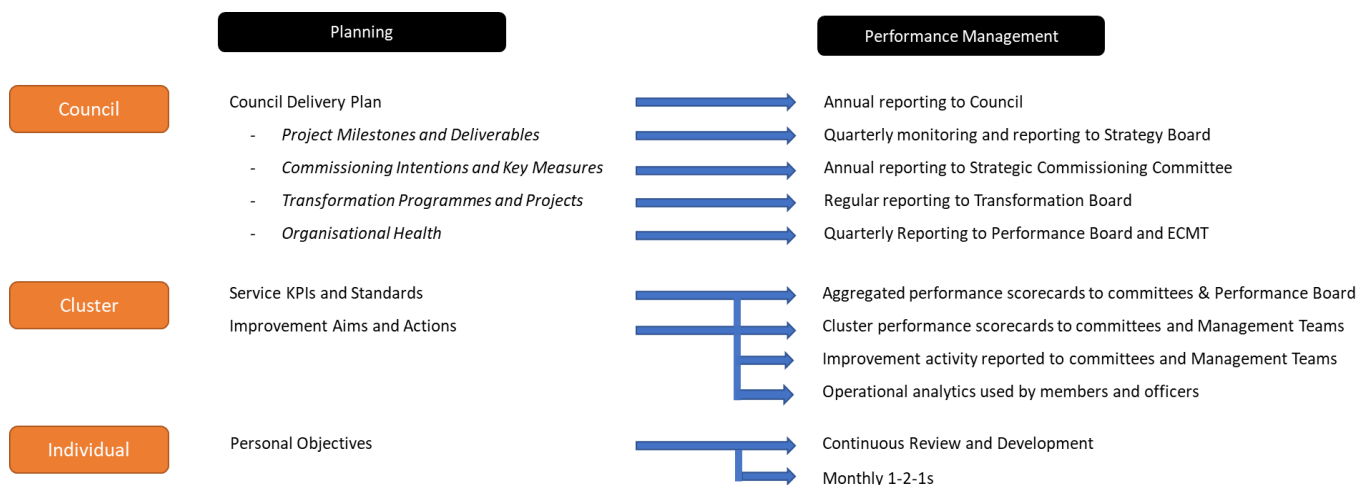 Planning
Performance Management
Council
Council Delivery Plan
Annual reporting to Council
- Project Milestones and Deliverables
Quarterly monitoring and reporting to Strategy Board
- Commissioning Intentions and Key Measures
Annual reporting to Strategic Commissioning Committee
- Transformation Programmes and Projects
Regular reporting to Transformation Board
- Organisational Health
Quarterly Reporting to Performance Board and ECMT
Cluster
Service KPIs and Standards
Aggregated performance scorecards to committees & Performance Board
Improvement Aims and Actions
Cluster performance scorecards to committees and Management Teams
Improvement activity reported to committees and Management Teams
Operational analytics used by members and officers
Individual
Personal Objectives
Continuous Review and Development
Monthly 1-2-1s